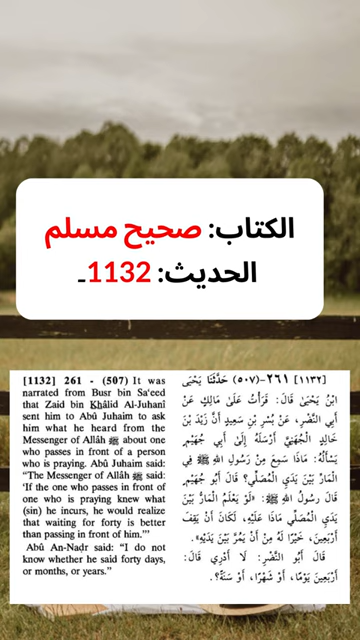 الكتاب: صحيح مسلم
الحديث: 1132ـ
[1132] 261 - (507) It was
narrated from Busr bin Sa'eed
that Zaid bin Khâlid Al-Juhanî
sent him to Abû Juhaim to ask
him what he heard from the
Messenger of Allâh ﷺ about one
who passes in front of a person
who is praying. Abû Juhaim said:
"The Messenger of Allâh ﷺ said:
'If the one who passes in front of
one who is praying knew what
(sin) he incurs, he would realize
that waiting for forty is better
than passing in front of him.'"
Abû An-Nadr said: "I do not
know whether he said forty days,
or months, or years."
[١١٣٢] ٢٦١-(٥٠٧) حَدَّثَنَا يَحْيَى
ابْنُ يَحْيَىٰ قَالَ: قَرَأْتُ عَلَىٰ مَالِكٍ عَنْ
أَبِي النَّضْرِ، عَنْ بُسْرِ بْنِ سَعِيدٍ أَنَّ زَيْدَ بْنَ
خَالِدٍ الْجُهَنِيَّ أَرْسَلَهُ إِلَىٰ أَبِي جُهَيْمٍ
يَسْأَلُهُ: مَاذَا سَمِعَ مِنْ رَسُولِ اللهِ ﷺ فِي
الْمَارِّ بَيْنَ يَدَيِ الْمُصَلِّي؟ قَالَ أَبُو جُهَيْمٍ
قَالَ رَسُولُ اللهِ ﷺ: «لَوْ يَعْلَمُ الْمَارُّ بَيْنَ
يَدَيِ الْمُصَلِّي مَاذَا عَلَيْهِ، لَكَانَ أَنْ يَقِفَ
أَرْبَعِينَ، خَيْرًا لَهُ مِنْ أَنْ يَمُرَّ بَيْنَ يَدَيْهِ».
قَالَ أَبُو النَّضْرِ: لَا أَدْرِي قَالَ:
أَرْبَعِينَ يَوْمًا، أَوْ شَهْرًا، أَوْ سَنَةً؟.